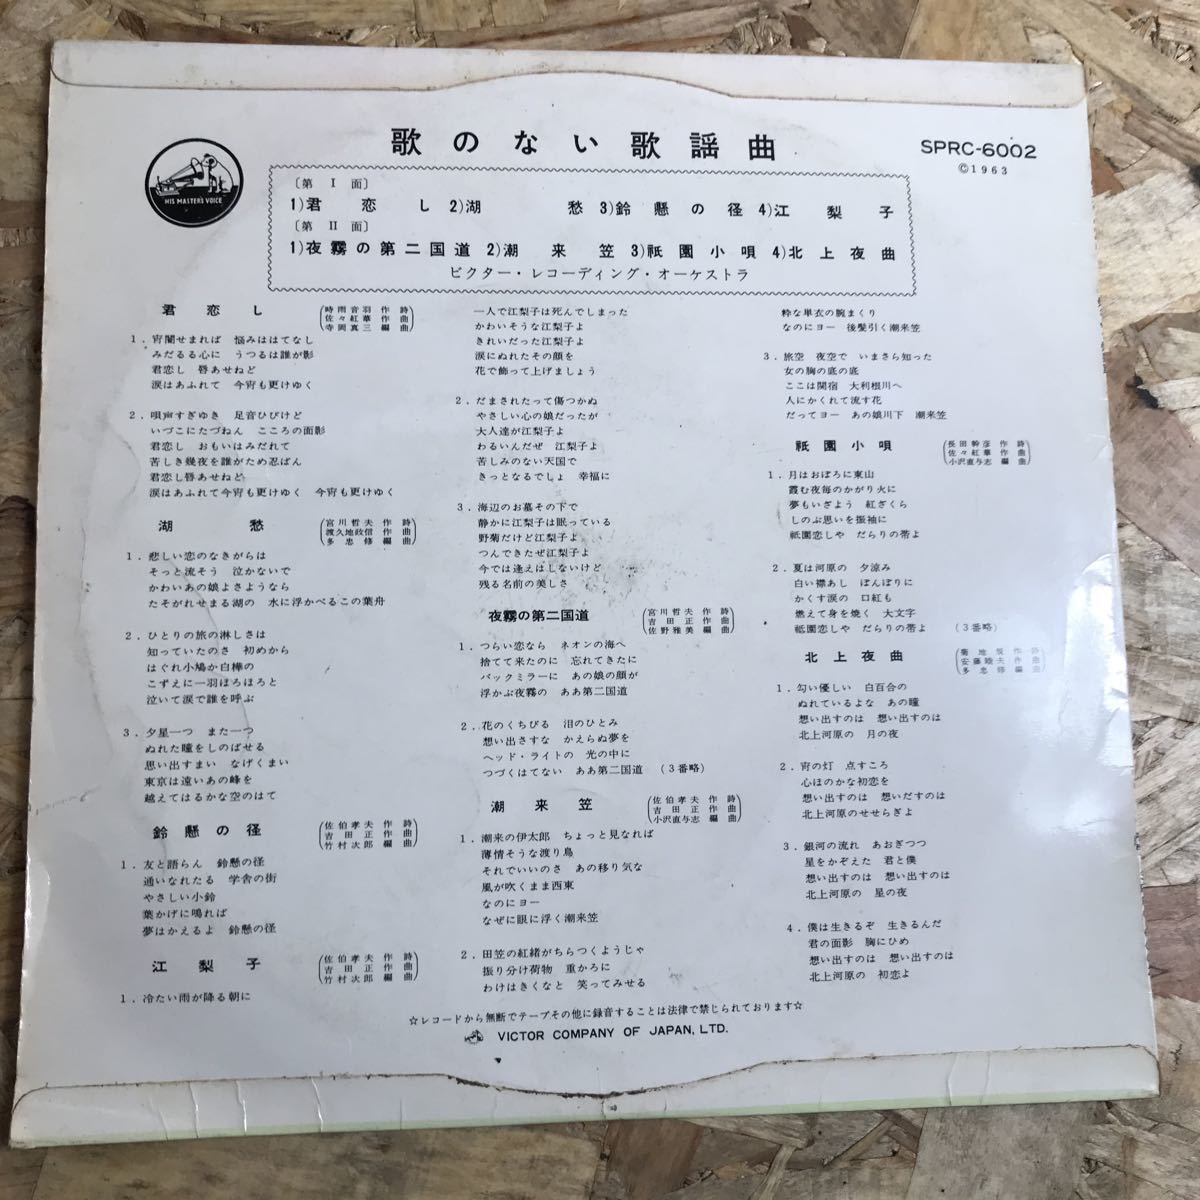 歌のない歌謡曲
SPRC-6002
©1963
HIS MASTER'S VOICE
〔第Ⅰ面〕
1)君恋し 2)湖愁 3)鈴懸の径 4)江梨子
〔第Ⅱ面〕
1)夜霧の第二国道 2)潮来笠 3)祇園小唄 4)北上夜曲
ビクター・レコーディング・オーケストラ
君恋し
時雨音羽 作詩
佐々紅華 作曲
寺岡真三 編曲
1.宵闇せまれば 悩みははてなし
みだるる心に うつるは誰が影
君恋し 唇あせねど
涙はあふれて 今宵も更けゆく
2.唄声すぎゆき 足音ひびけど
いづこにたづねん こころの面影
君恋し おもいはみだれて
苦しき幾夜を誰がため忍ばん
君恋し唇あせねど
涙はあふれて今宵も更けゆく 今宵も更けゆく
湖愁
宮川哲夫 作詩
渡久地政信 作曲
多忠修 編曲
1.悲しい恋のなきがらは
そっと流そう 泣かないで
かわいあの娘よさようなら
たそがれせまる湖の 水に浮かべるこの葉舟
2.ひとりの旅の淋しさは
知っていたのさ 初めから
はぐれ小鳩か白樺の
こずえに一羽ほろほろと
泣いて涙で誰を呼ぶ
3.夕星一つ また一つ
ぬれた瞳をしのばせる
思い出すまい なげくまい
東京は遠いあの峰を
越えてはるかな空のはて
鈴懸の径
佐伯孝夫 作詩
吉田正 作曲
竹村次郎 編曲
1.友と語らん 鈴懸の径
通いなれたる 学舎の街
やさしい小鈴
葉かげに鳴れば
夢はかえるよ 鈴懸の径
江梨子
佐伯孝夫 作詩
吉田正 作曲
竹村次郎 編曲
1.冷たい雨が降る朝に
一人で江梨子は死んでしまった
かわいそうな江梨子よ
きれいだった江梨子よ
涙にぬれたその顔を
花で飾って上げましょう
2.だまされたって傷つかぬ
やさしい心の娘だったが
大人達が江梨子よ
わるいんだぜ 江梨子よ
苦しみのない天国で
きっとなるでしょ 幸福に
3.海辺のお墓その下で
静かに江梨子は眠っている
野菊だけど江梨子よ
つんできたぜ江梨子よ
今では逢えはしないけど
残る名前の美しさ
夜霧の第二国道
宮川哲夫 作詩
吉田正 作曲
佐野雅美 編曲
1.つらい恋なら ネオンの海へ
捨てて来たのに 忘れてきたに
バックミラーに あの娘の顔が
浮かぶ夜霧の ああ第二国道
2.花のくちびる 泪のひとみ
想い出さすな かえらぬ夢を
ヘッド・ライトの 光の中に
つづくはてない ああ第二国道 (3番略)
潮来笠
佐伯孝夫 作詩
吉田正 作曲
小沢直与志 編曲
1.潮来の伊太郎 ちょっと見なれば
薄情そうな渡り鳥
それでいいのさ あの移り気な
風が吹くまま西東
なのにヨー
なぜに眼に浮く潮来笠
2.田笠の紅緒がちらつくようじゃ
振り分け荷物 重かろに
わけはきくなと 笑ってみせる
粋な単衣の腕まくり
なのにヨー 後髪引く潮来笠
3.旅空 夜空で いまさら知った
女の胸の底の底
ここは関宿 大利根川へ
人にかくれて流す花
だってヨー あの娘川下 潮来笠
祇園小唄
長田幹彦 作詩
佐々紅華 作曲
小沢直与志 編曲
1.月はおぼろに東山
霞む夜毎のかがり火に
夢もいざよう 紅ざくら
しのぶ思いを振袖に
祇園恋しや だらりの帯よ
2.夏は河原の 夕涼み
白い襟あし ぼんぼりに
かくす涙の 口紅も
燃えて身を焼く 大文字
祇園恋しや だらりの帯よ (3番略)
北上夜曲
菊地規 作詩
安藤睦夫 作曲
多忠修 編曲
1.匂い優しい 白百合の
ぬれているよな あの瞳
想い出すのは 想い出すのは
北上河原の 月の夜
2.宵の灯 点すころ
心ほのかな初恋を
想い出すのは 想いだすのは
北上河原のせせらぎよ
3.銀河の流れ あおぎつつ
星をかぞえた 君と僕
想い出すのは 想い出すのは
北上河原の 星の夜
4.僕は生きるぞ 生きるんだ
君の面影 胸にひめ
想い出すのは 想い出すのは
北上河原の 初恋よ
☆レコードから無断でテープその他に録音することは法律で禁じられております☆
VICTOR COMPANY OF JAPAN, LTD.